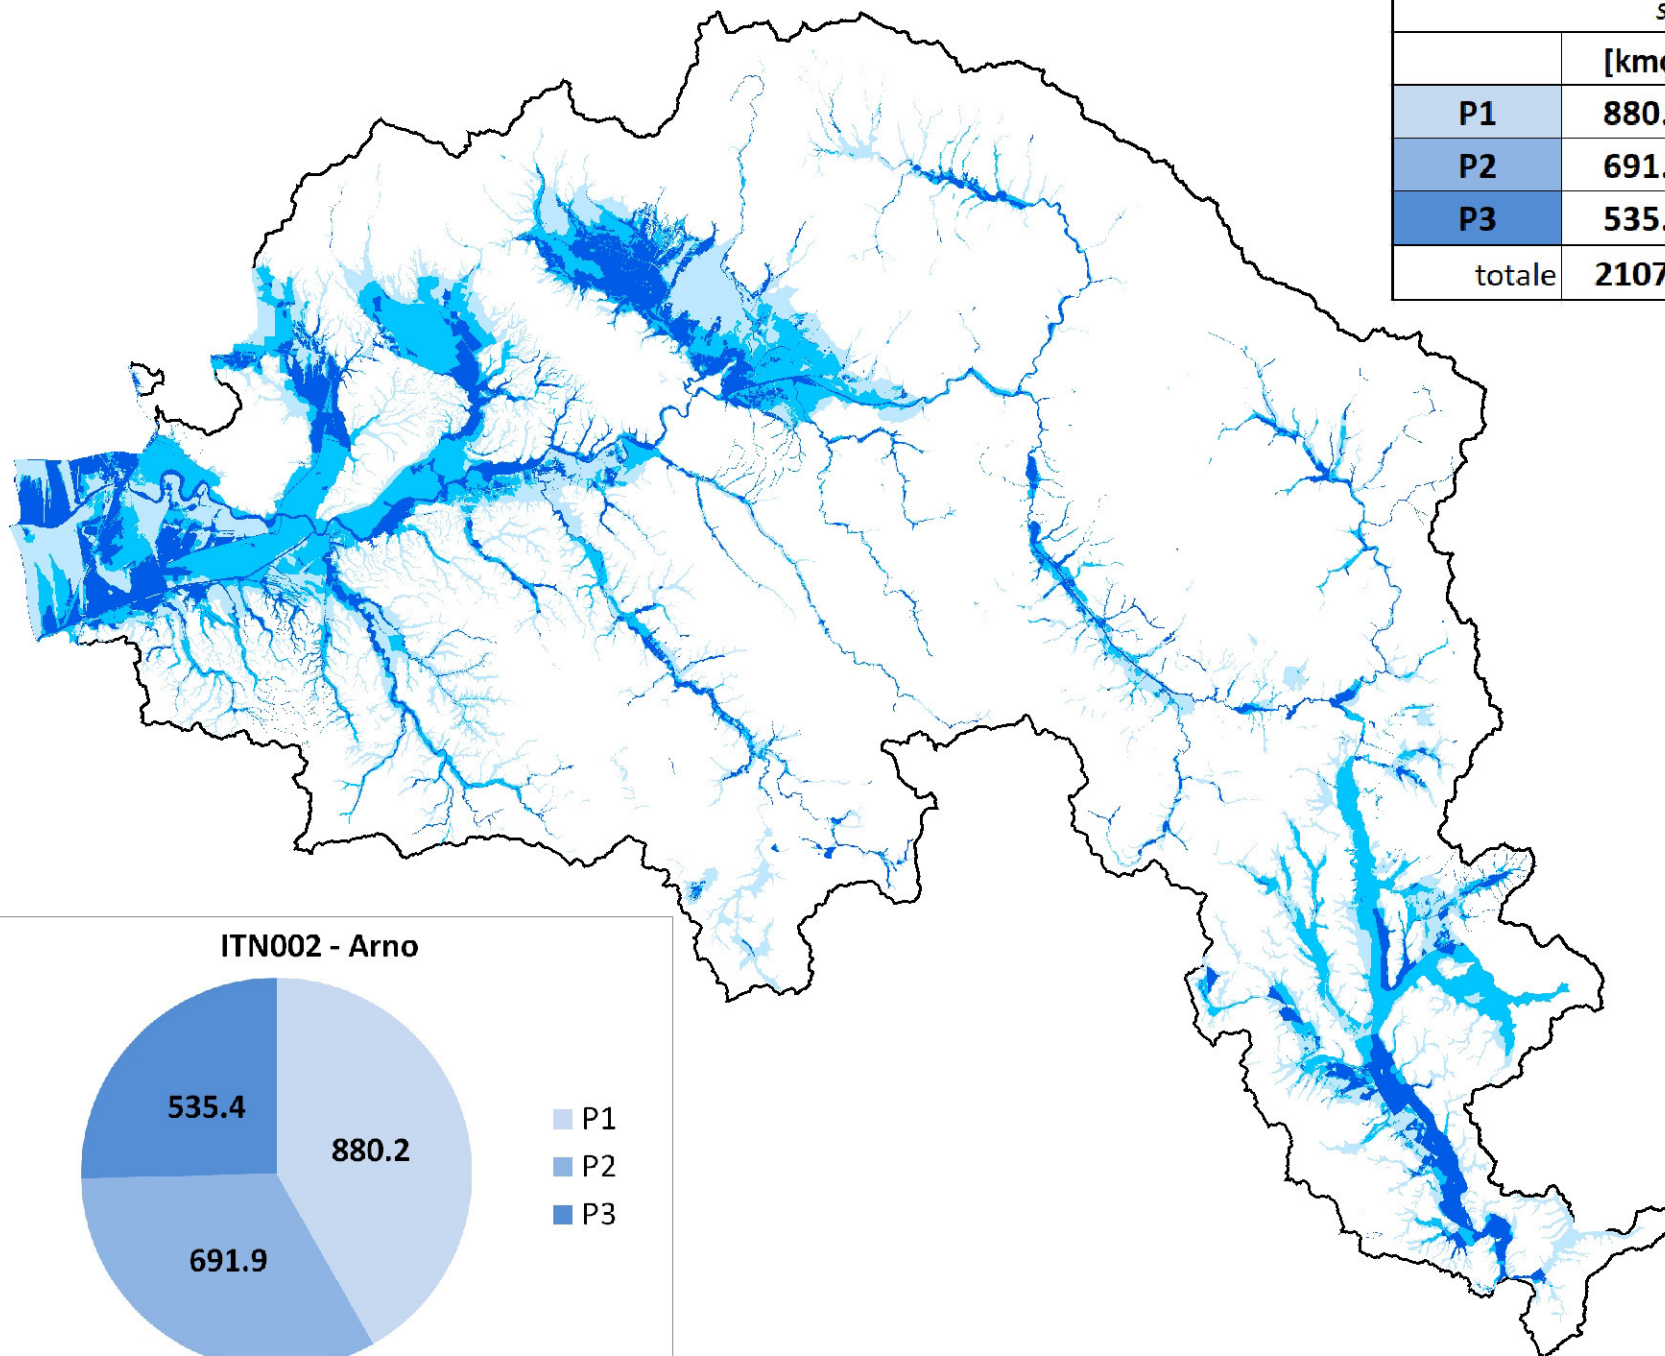 P1 880.
P2 691.
P3 535.
totale 2107
ITN002 - Arno
535.4
880.2
691.9
P1
P2
P3